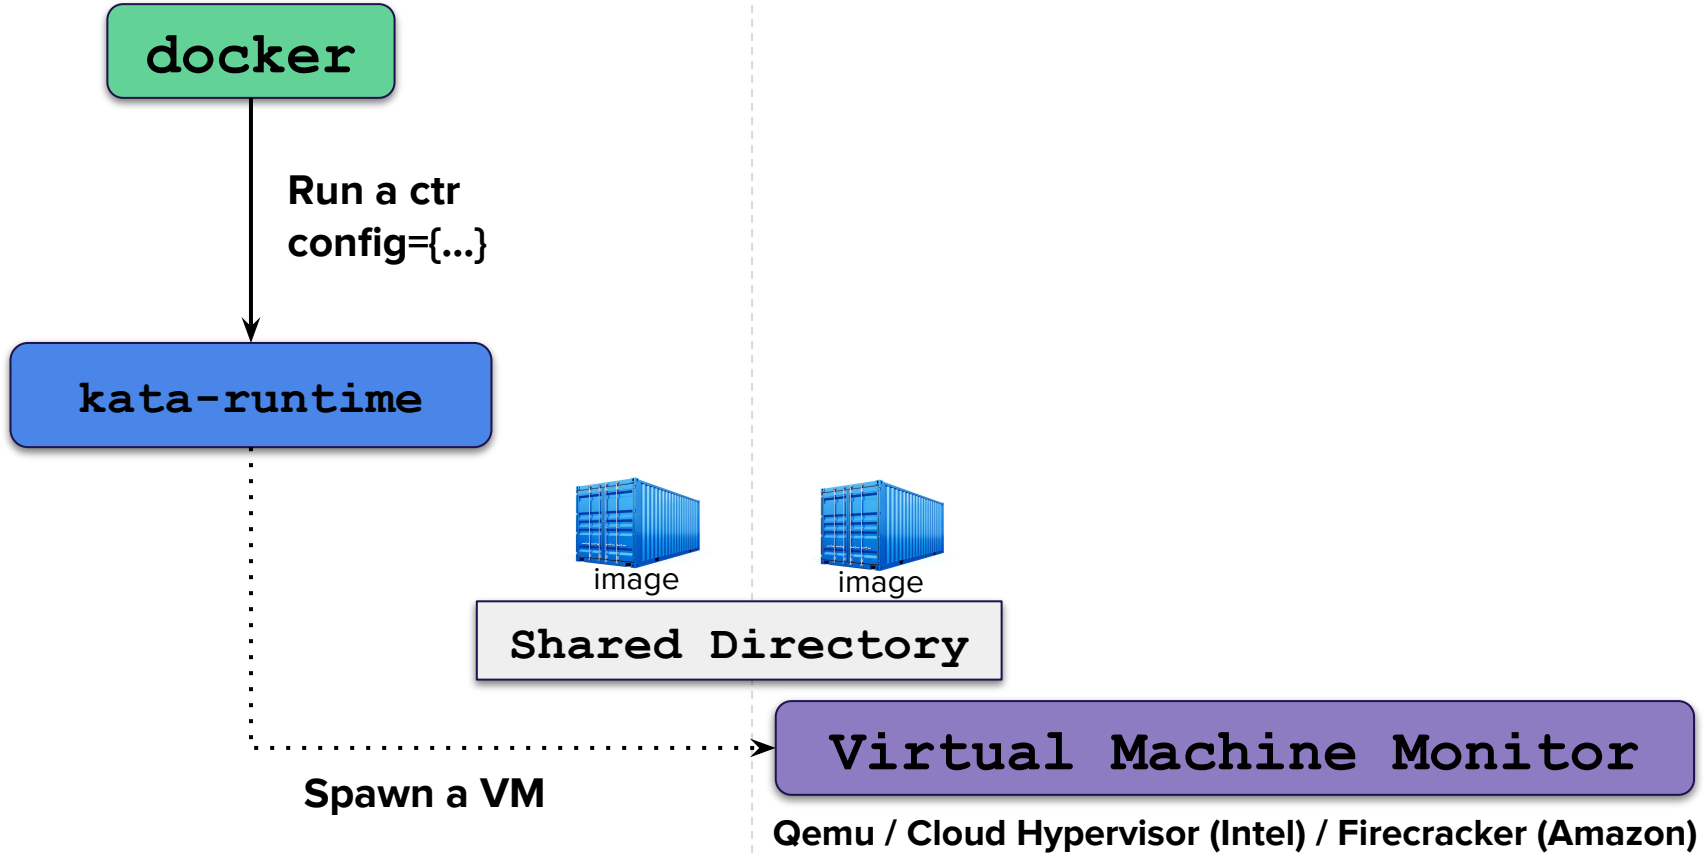 docker
Run a ctr
config={...}
kata-runtime
image
image
Shared Directory
Virtual Machine Monitor
Spawn a VM
Qemu / Cloud Hypervisor (Intel) / Firecracker (Amazon)